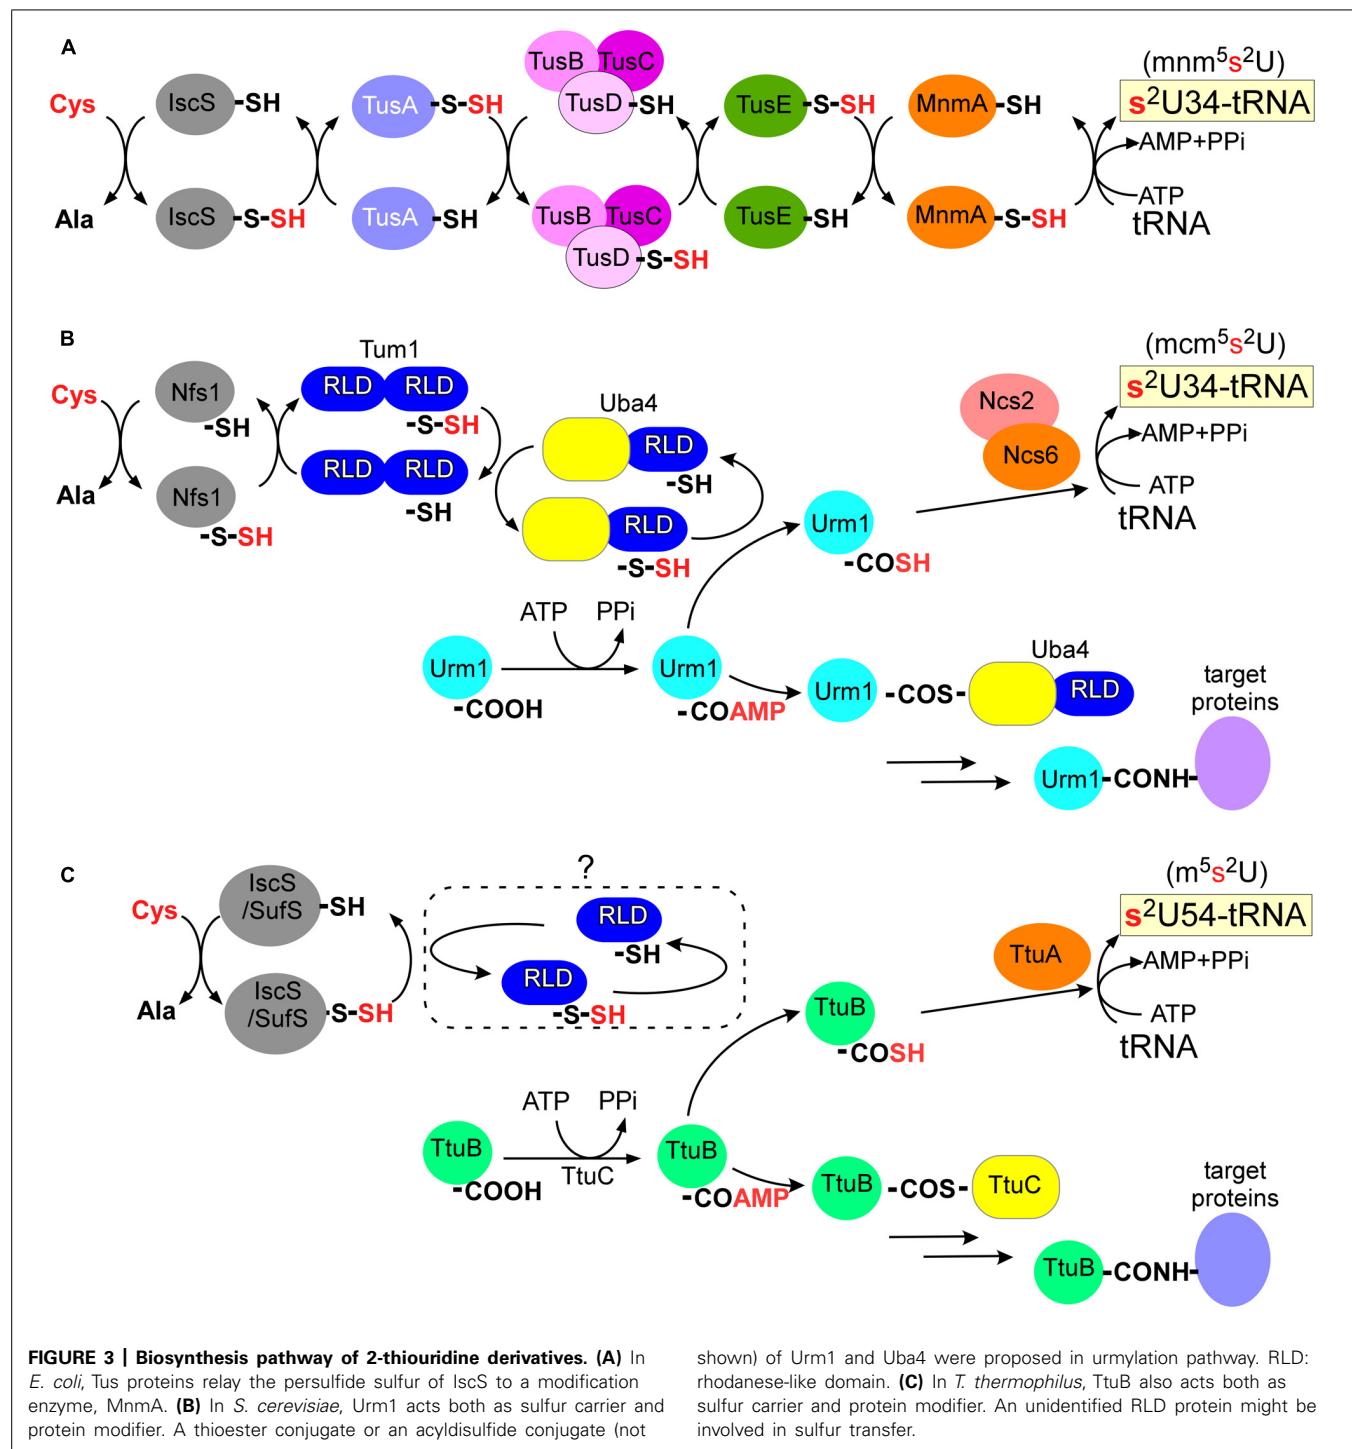 A
(mnm⁵s²U)
Cys
IscS
-SH
TusA
-S-SH
TusB
TusC
TusD
-SH
TusE
-S-SH
MnmA
-SH
s²U34-tRNA
AMP+PPi
ATP
tRNA
Ala
IscS
-S-SH
TusA
-SH
TusB
TusC
TusD
-S-SH
TusE
-SH
MnmA
-S-SH
B
Tum1
(mcm⁵s²U)
Cys
Nfs1
-SH
RLD
RLD
-S-SH
Uba4
RLD
-SH
Ncs2
Ncs6
s²U34-tRNA
AMP+PPi
ATP
tRNA
Ala
Nfs1
-S-SH
RLD
RLD
-SH
RLD
-S-SH
Urm1
-COSH
ATP
PPi
Urm1
-COOH
Urm1
-COAMP
Urm1
-COS-
Uba4
RLD
target
proteins
Urm1
-CONH-
C
?
(m⁵s²U)
Cys
IscS
/SufS
-SH
RLD
-SH
TtuA
s²U54-tRNA
AMP+PPi
ATP
tRNA
Ala
IscS
/SufS
-S-SH
RLD
-S-SH
TtuB
-COSH
ATP
PPi
TtuB
-COOH
TtuC
TtuB
-COAMP
TtuB
-COS-
TtuC
target
proteins
TtuB
-CONH-
FIGURE 3 | Biosynthesis pathway of 2-thiouridine derivatives. (A) In
E. coli, Tus proteins relay the persulfide sulfur of IscS to a modification
enzyme, MnmA. (B) In S. cerevisiae, Urm1 acts both as sulfur carrier and
protein modifier. A thioester conjugate or an acyldisulfide conjugate (not
shown) of Urm1 and Uba4 were proposed in urmylation pathway. RLD:
rhodanese-like domain. (C) In T. thermophilus, TtuB also acts both as
sulfur carrier and protein modifier. An unidentified RLD protein might be
involved in sulfur transfer.